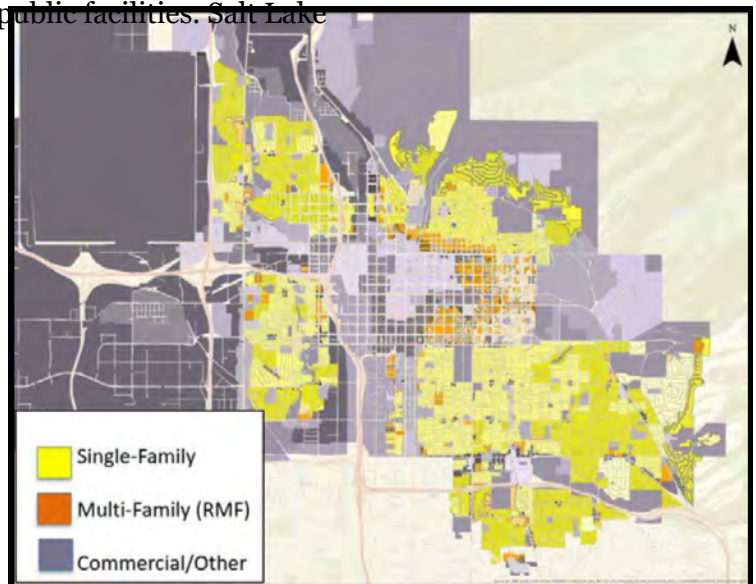 public facilities. Salt Lake
N
Single-Family
Multi-Family (RMF)
Commercial/Other